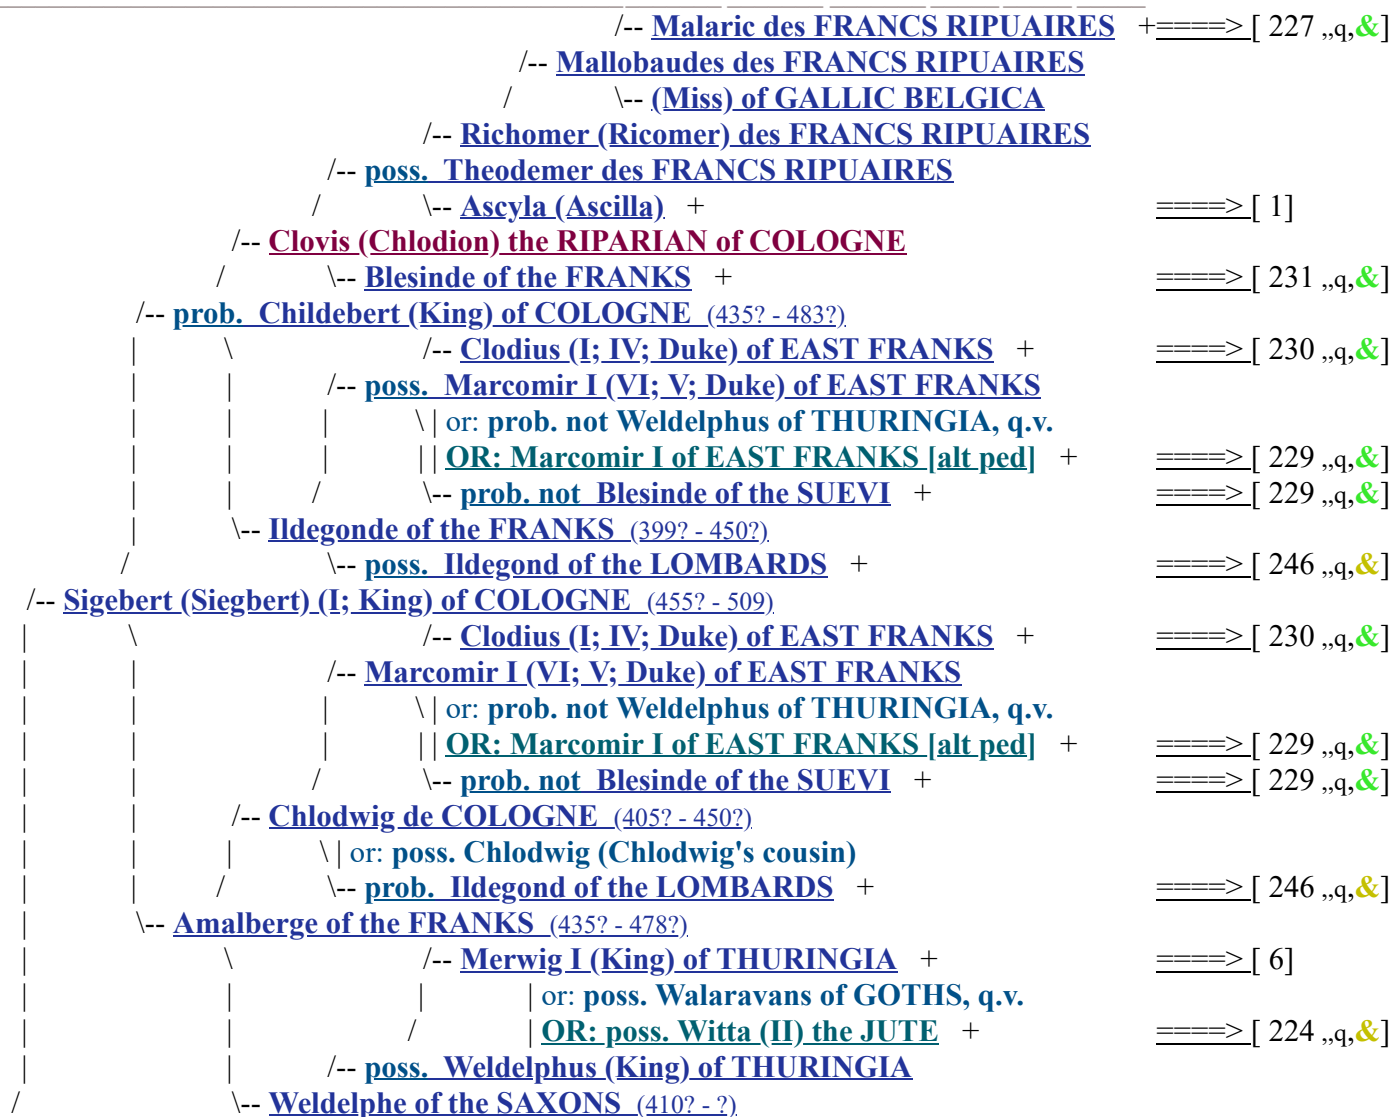 /-- Malaric des FRANCS RIPUAIRES + ====> [ 227 ,,q,&]
/-- Mallobaudes des FRANCS RIPUAIRES
/ \-- (Miss) of GALLIC BELGICA
/-- Richomer (Ricomer) des FRANCS RIPUAIRES
/-- poss. Theodemer des FRANCS RIPUAIRES
/ \-- Ascyla (Ascilla) + ====> [ 1]
/-- Clovis (Chlodion) the RIPARIAN of COLOGNE
/ \-- Blesinde of the FRANKS + ====> [ 231 ,,q,&]
/-- prob. Childebert (King) of COLOGNE (435? - 483?)
| \ /-- Clodius (I; IV; Duke) of EAST FRANKS + ====> [ 230 ,,q,&]
| | /-- poss. Marcomir I (VI; V; Duke) of EAST FRANKS
| | | \ | or: prob. not Weldelphus of THURINGIA, q.v.
| | | | | OR: Marcomir I of EAST FRANKS [alt ped] + ====> [ 229 ,,q,&]
| | / \-- prob. not Blesinde of the SUEVI + ====> [ 229 ,,q,&]
| \-- Ildegonde of the FRANKS (399? - 450?)
/ \-- poss. Ildegond of the LOMBARDS + ====> [ 246 ,,q,&]
/-- Sigebert (Siegbert) (I; King) of COLOGNE (455? - 509)
| \ /-- Clodius (I; IV; Duke) of EAST FRANKS + ====> [ 230 ,,q,&]
| | /-- Marcomir I (VI; V; Duke) of EAST FRANKS
| | | \ | or: prob. not Weldelphus of THURINGIA, q.v.
| | | | | OR: Marcomir I of EAST FRANKS [alt ped] + ====> [ 229 ,,q,&]
| | / \-- prob. not Blesinde of the SUEVI + ====> [ 229 ,,q,&]
| | /-- Chlodwig de COLOGNE (405? - 450?)
| | | \ | or: poss. Chlodwig (Chlodwig's cousin)
| | / \-- prob. Ildegond of the LOMBARDS + ====> [ 246 ,,q,&]
| \-- Amalberge of the FRANKS (435? - 478?)
| \ /-- Merwig I (King) of THURINGIA + ====> [ 6]
| | | | or: poss. Walaravans of GOTHS, q.v.
| | / | OR: poss. Witta (II) the JUTE + ====> [ 224 ,,q,&]
| | /-- poss. Weldelphus (King) of THURINGIA
/ \-- Weldelphe of the SAXONS (410? - ?)